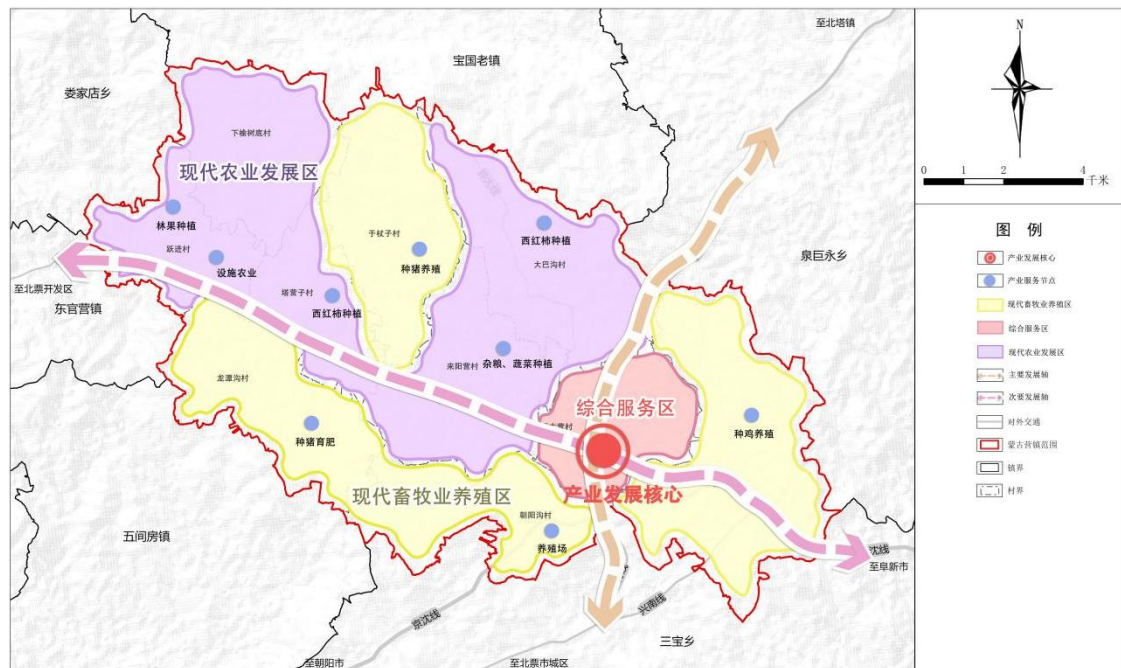 至北塔镇
宝国老镇
娄家店乡
下榆树底村
现代农业发展区
林果种植
西红柿种植
于杖子村
跃进村
种猪养殖
大巴沟村
设施农业
泉巨永乡
至北票开发区
塔营子村
西红柿种植
东官营镇
杂粮、蔬菜种植
来阳营村
龙潭沟村
综合服务区
种鸡养殖
种猪育肥
产业发展核心
现代畜牧业养殖区
朝阳沟村
五间房镇
养殖场
沈线
至阜新市
京沈线
兴南线
三宝乡
至朝阳市
至北票市城区
N
0 1 2 4
千米
图 例
产业发展核心
产业服务节点
现代畜牧业养殖区
综合服务区
现代农业发展区
主要发展轴
次要发展轴
对外交通
蒙古营镇范围
镇界
村界